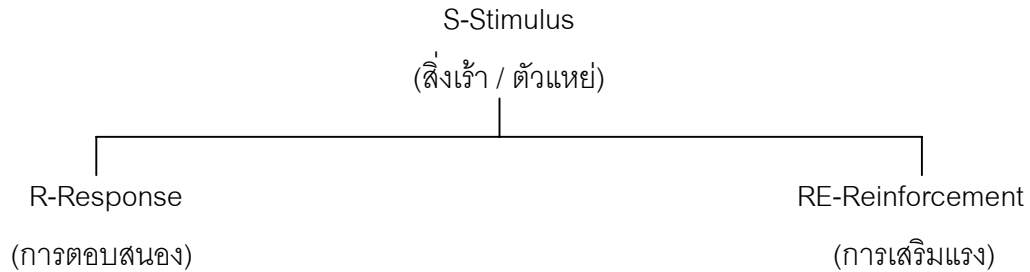 S-Stimulus
(สิ่งเร้า / ตัวแหย่)
R-Response
(การตอบสนอง)
RE-Reinforcement
(การเสริมแรง)